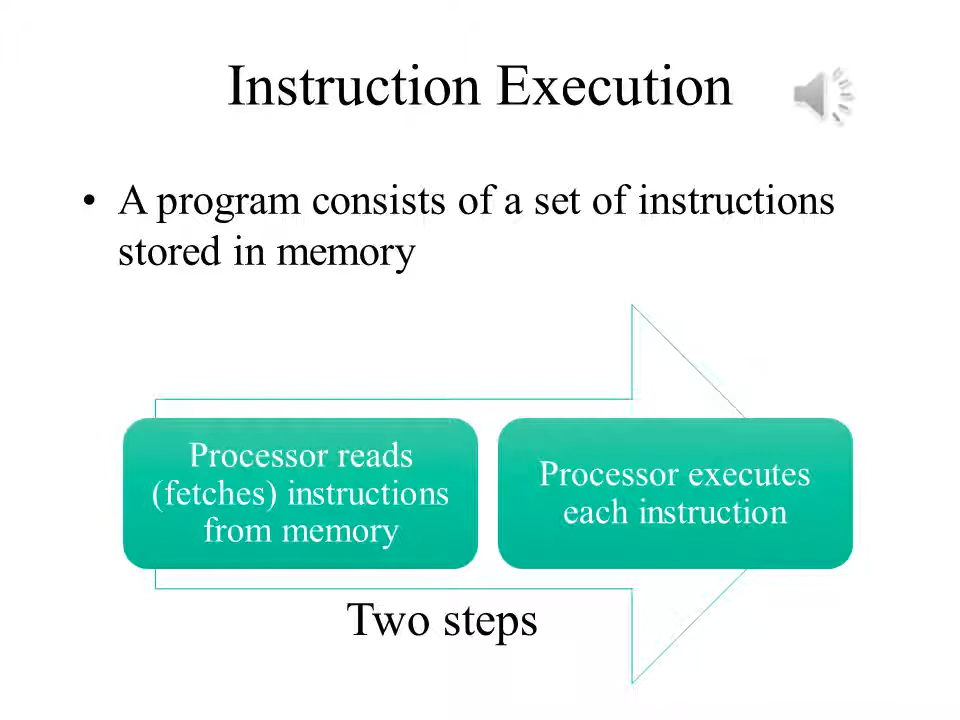 Instruction Execution
• A program consists of a set of instructions
stored in memory
Processor reads
(fetches) instructions
from memory
Processor executes
each instruction
Two steps